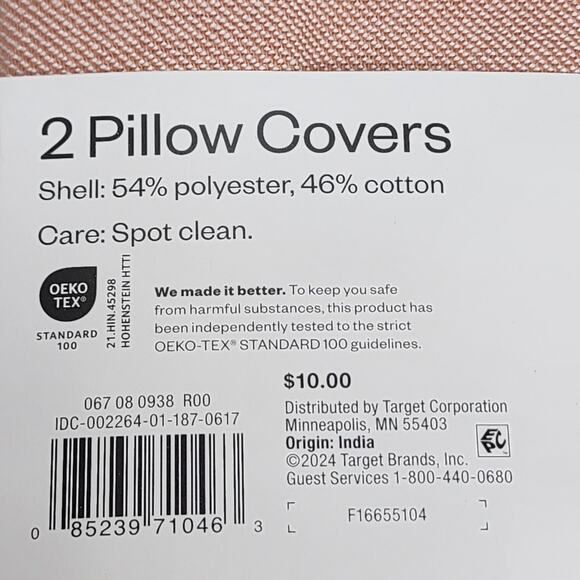 2 Pillow Covers
Shell: 54% polyester, 46% cotton
Care: Spot clean.
OEKO
TEX®
STANDARD
100
21.HIN.45298
HOHENSTEIN HTTI
We made it better. To keep you safe
from harmful substances, this product has
been independently tested to the strict
OEKO-TEX® STANDARD 100 guidelines.
067 08 0938 R00
IDC-002264-01-187-0617
0 85239 71046 3
$10.00
Distributed by Target Corporation
Minneapolis, MN 55403
Origin: India
©2024 Target Brands, Inc.
Guest Services 1-800-440-0680
EPC
F16655104